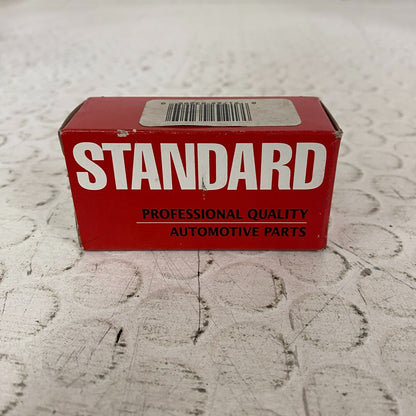 STANDARD
PROFESSIONAL QUALITY
AUTOMOTIVE PARTS